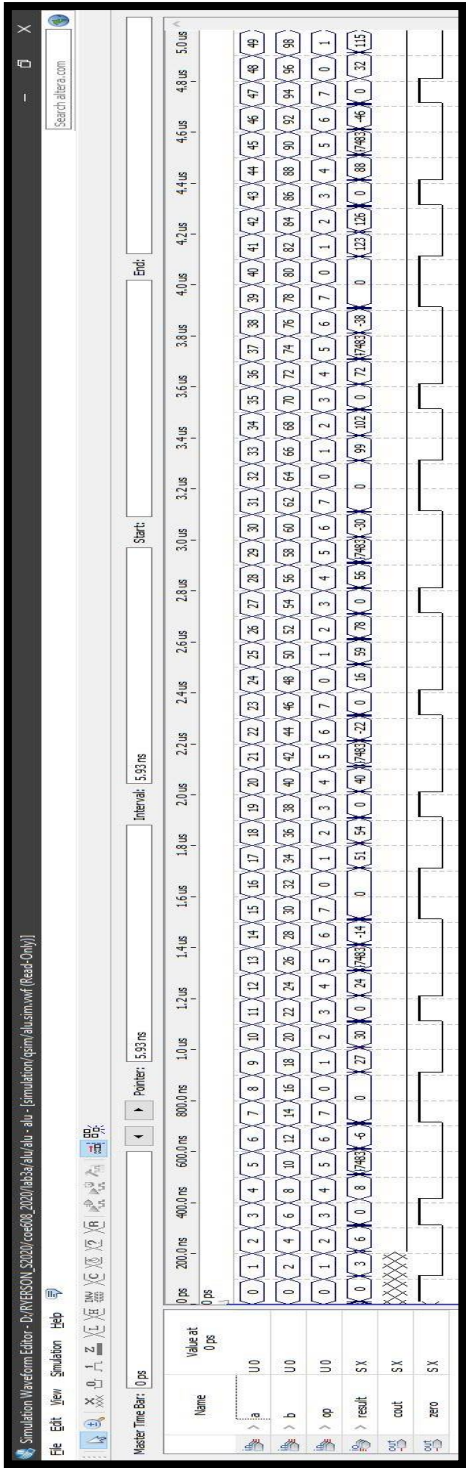 Simulation Waveform Editor - D:/RYERSON_S2020/coe608_2020/lab3a/alu/alu - alu - [simulation/qsim/alu.sim.vwf (Read-Only)]
File Edit View Simulation Help
Search altera.com
Master Time Bar: 0 ps Pointer: 5.93 ns Interval: 5.93 ns Start: End:
Name Value at 0 ps
0 ps 200.0 ns 400.0 ns 600.0 ns 800.0 ns 1.0 us 1.2 us 1.4 us 1.6 us 1.8 us 2.0 us 2.2 us 2.4 us 2.6 us 2.8 us 3.0 us 3.2 us 3.4 us 3.6 us 3.8 us 4.0 us 4.2 us 4.4 us 4.6 us 4.8 us 5.0 us
0 ps
a U 0 0 1 2 3 4 5 6 7 8 9 10 11 12 13 14 15 16 17 18 19 20 21 22 23 24 25 26 27 28 29 30 31 32 33 34 35 36 37 38 39 40 41 42 43 44 45 46 47 48 49
b U 0 0 2 4 6 8 10 12 14 16 18 20 22 24 26 28 30 32 34 36 38 40 42 44 46 48 50 52 54 56 58 60 62 64 66 68 70 72 74 76 78 80 82 84 86 88 90 92 94 96 98
op U 0 0 1 2 3 4 5 6 7 0 1 2 3 4 5 6 7 0 1 2 3 4 5 6 7 0 1 2 3 4 5 6 7 0 1 2 3 4 5 6 7 0 1 2 3 4 5 6 7 0 1
result S X 0 3 6 0 8 7483 -6 0 27 30 0 24 7483 -14 0 51 54 0 40 7483 -22 0 16 59 78 0 56 7483 -30 0 99 102 0 72 7483 -38 0 123 126 0 88 7483 -46 0 32 115
cout S X
zero S X